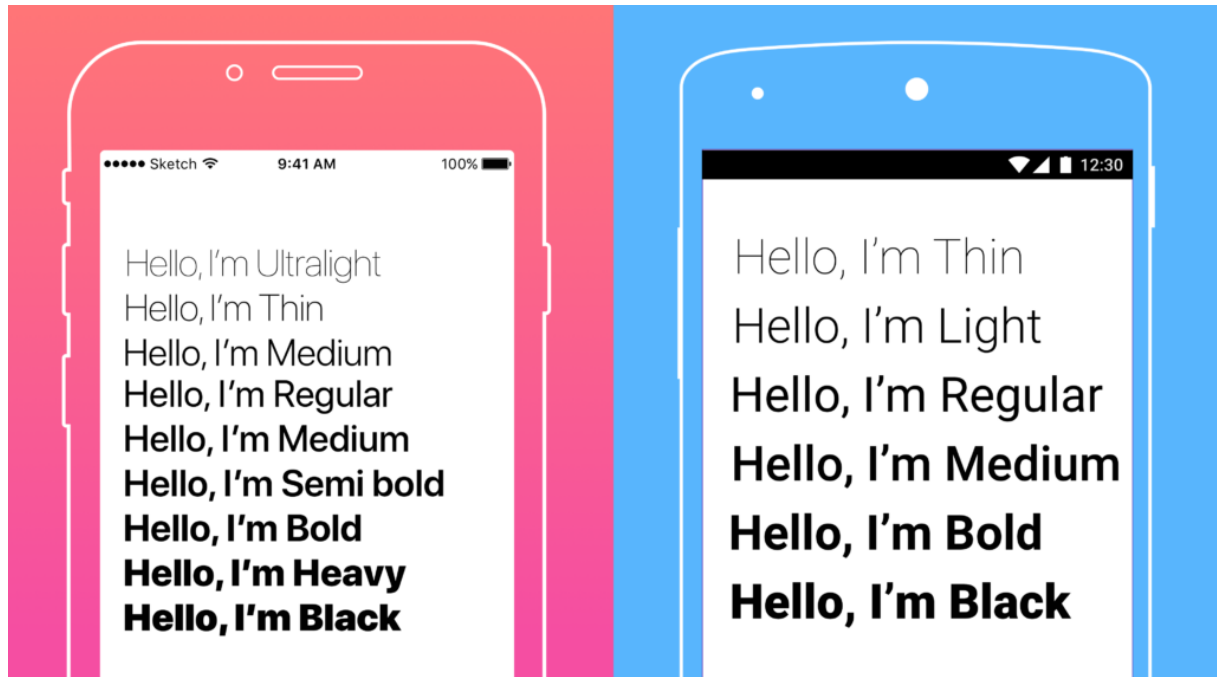 Sketch 9:41 AM 100%
Hello, I'm Ultralight
Hello, I'm Thin
Hello, I'm Medium
Hello, I'm Regular
Hello, I'm Medium
Hello, I'm Semi bold
Hello, I'm Bold
Hello, I'm Heavy
Hello, I'm Black
12:30
Hello, I’m Thin
Hello, I’m Light
Hello, I’m Regular
Hello, I’m Medium
Hello, I’m Bold
Hello, I’m Black